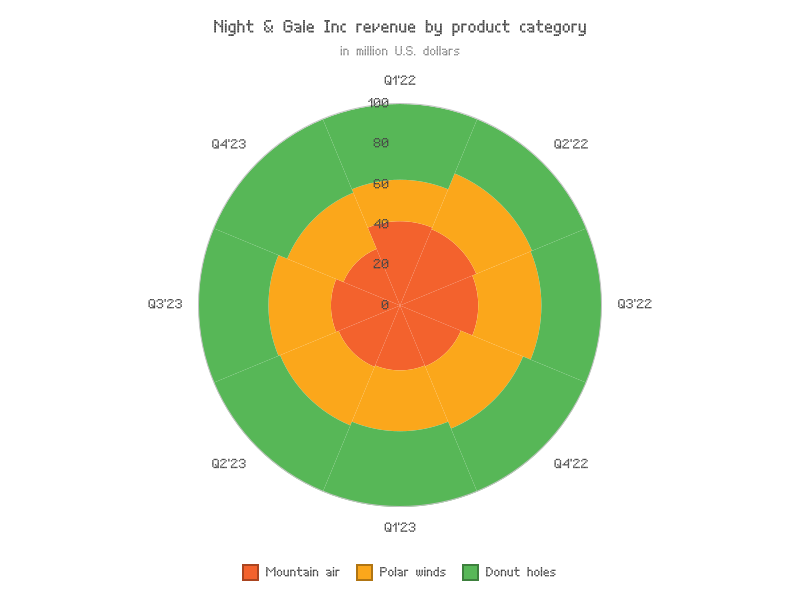 Night & Gale Inc revenue by product category
in million U.S. dollars
Q1'22
100
Q4'23
80
Q2'22
60
40
20
Q3'23
0
Q3'22
Q2'23
Q4'22
Q1'23
Mountain air
Polar winds
Donut holes